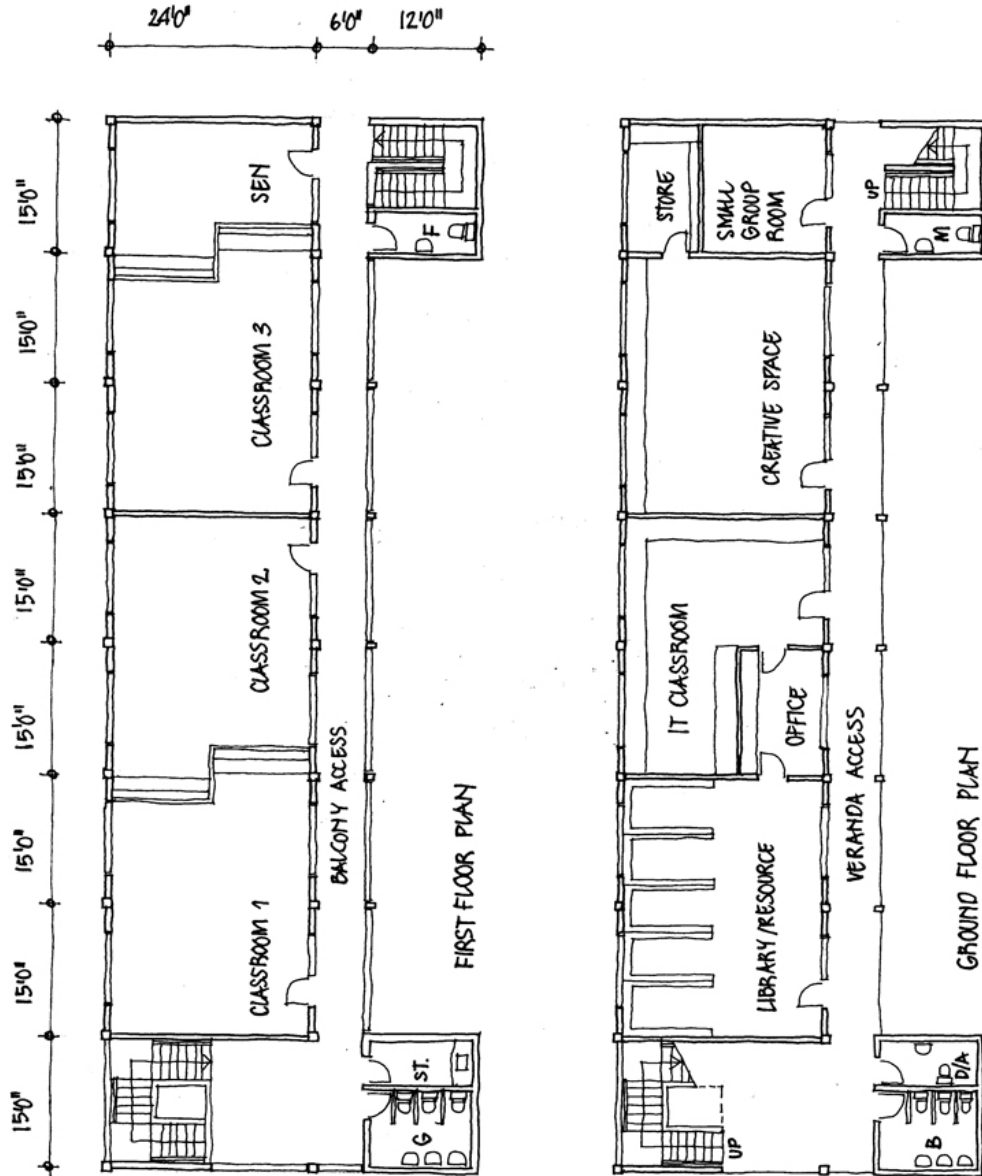 24'0"
6'0"
12'0"
15'0"
15'0"
15'0"
15'0"
15'0"
15'0"
15'0"
15'0"
SEN
F
CLASSROOM 3
CLASSROOM 2
CLASSROOM 1
BALCONY ACCESS
ST.
G
FIRST FLOOR PLAN
STORE
SMALL
GROUP
ROOM
UP
M
CREATIVE SPACE
IT CLASSROOM
OFFICE
LIBRARY/RESOURCE
VERANDA ACCESS
UP
D/A
B
GROUND FLOOR PLAN